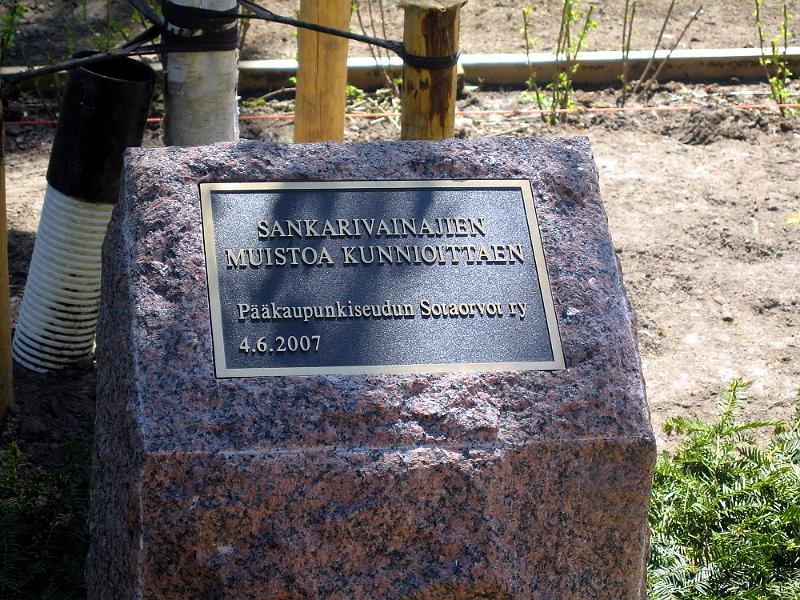 SANKARIVAINAJIEN
MUISTOA KUNNIOITTAEN
Pääkaupunkiseudun Sotaorvot ry
4.6.2007